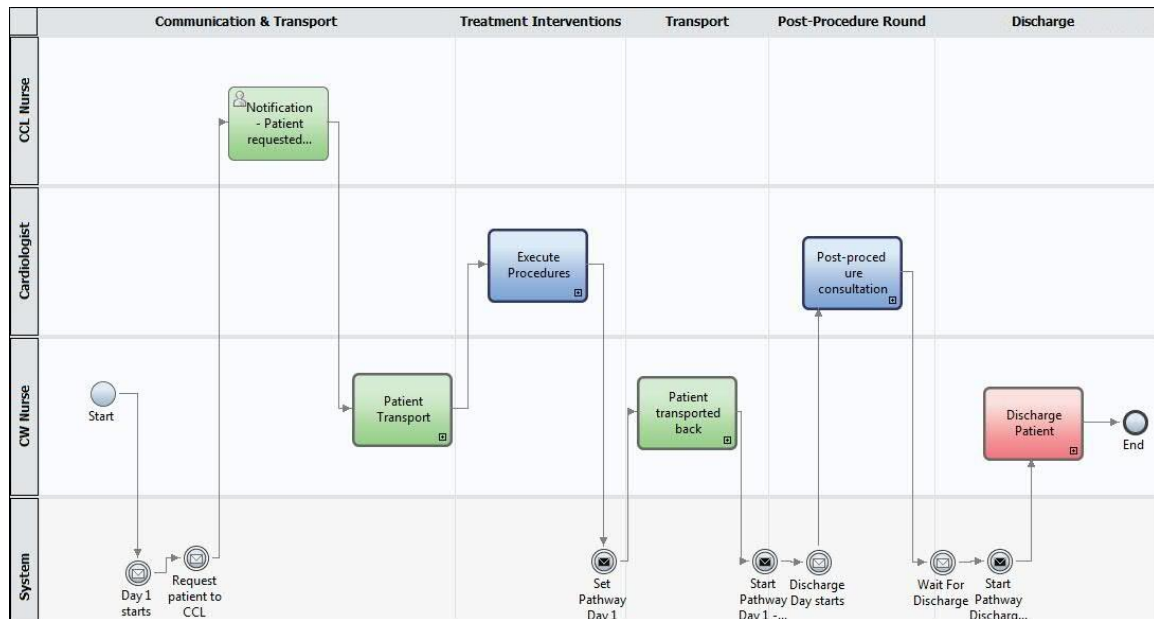 Communication & Transport
Treatment Interventions
Transport
Post-Procedure Round
Discharge
CCL Nurse
Notification
- Patient
requested...
Cardiologist
Execute
Procedures
Post-proced
ure
consultation
CW Nurse
Start
Patient
Transport
Patient
transported
back
Discharge
Patient
End
System
Day 1
starts
Request
patient to
CCL
Set
Pathway
Day 1
Start
Pathway
Day 1 -...
Discharge
Day starts
Wait For
Discharge
Start
Pathway
Discharg...